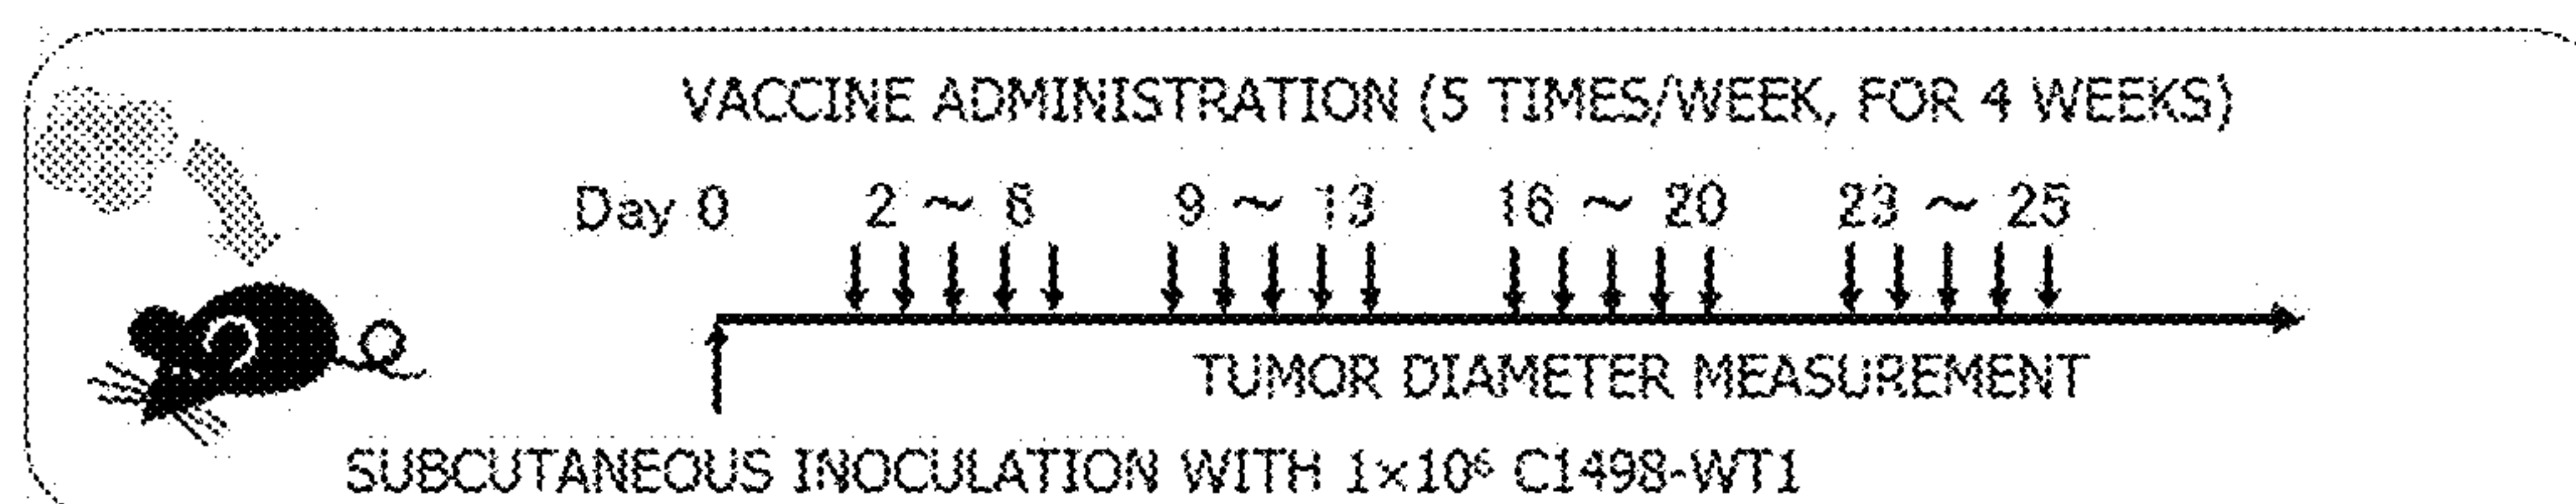 VACCINE ADMINISTRATION (5 TIMES/WEEK, FOR 4 WEEKS)
Day 0 2 ~ 6 9 ~ 13 16 ~ 20 23 ~ 25
TUMOR DIAMETER MEASUREMENT
SUBCUTANEOUS INOCULATION WITH 1×10⁶ C1498-WT1